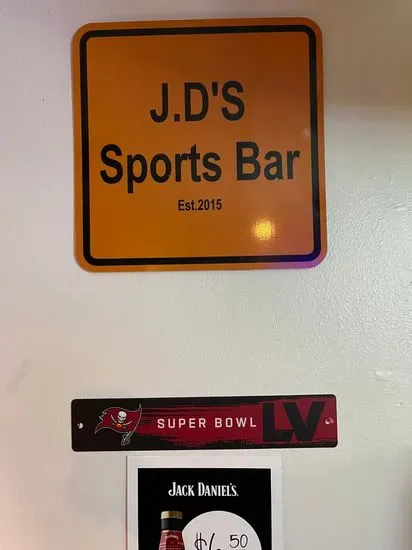 J.D'S
Sports Bar
Est.2015
SUPER BOWL LV
JACK DANIEL'S
$6.50